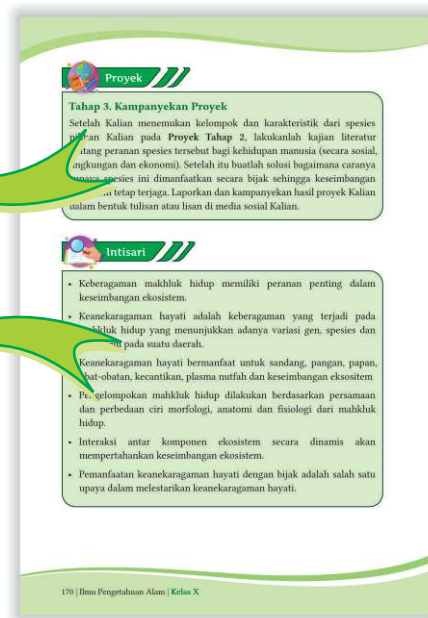 Proyek
Tahap 3. Kampanyekan Proyek
Setelah Kalian menemukan kelompok dan karakteristik dari spesies
Kalian pada Proyek Tahap 2, lakukanlah kajian literatur
peranan spesies tersebut bagi kehidupan manusia (secara sosial,
lingkungan dan ekonomi). Setelah itu buatlah solusi bagaimana caranya
spesies ini dimanfaatkan secara bijak sehingga keseimbangan
tetap terjaga. Laporkan dan kampanyekan hasil proyek Kalian
dalam bentuk tulisan atau lisan di media sosial Kalian.
Intisari
• Keberagaman makhluk hidup memiliki peranan penting dalam
keseimbangan ekosistem.
• Keanekaragaman hayati adalah keberagaman yang terjadi pada
hidup yang menunjukkan adanya variasi gen, spesies dan
pada suatu daerah.
Keanekaragaman hayati bermanfaat untuk sandang, pangan, papan,
obat-obatan, kecantikan, plasma nutfah dan keseimbangan eksositem
• Pengelompokan mahkluk hidup dilakukan berdasarkan persamaan
dan perbedaan ciri morfologi, anatomi dan fisiologi dari mahkluk
hidup.
• Interaksi antar komponen ekosistem secara dinamis akan
mempertahankan keseimbangan ekosistem.
• Pemanfaatan keanekaragaman hayati dengan bijak adalah salah satu
upaya dalam melestarikan keanekaragaman hayati.
170 | Ilmu Pengetahuan Alam | Kelas X